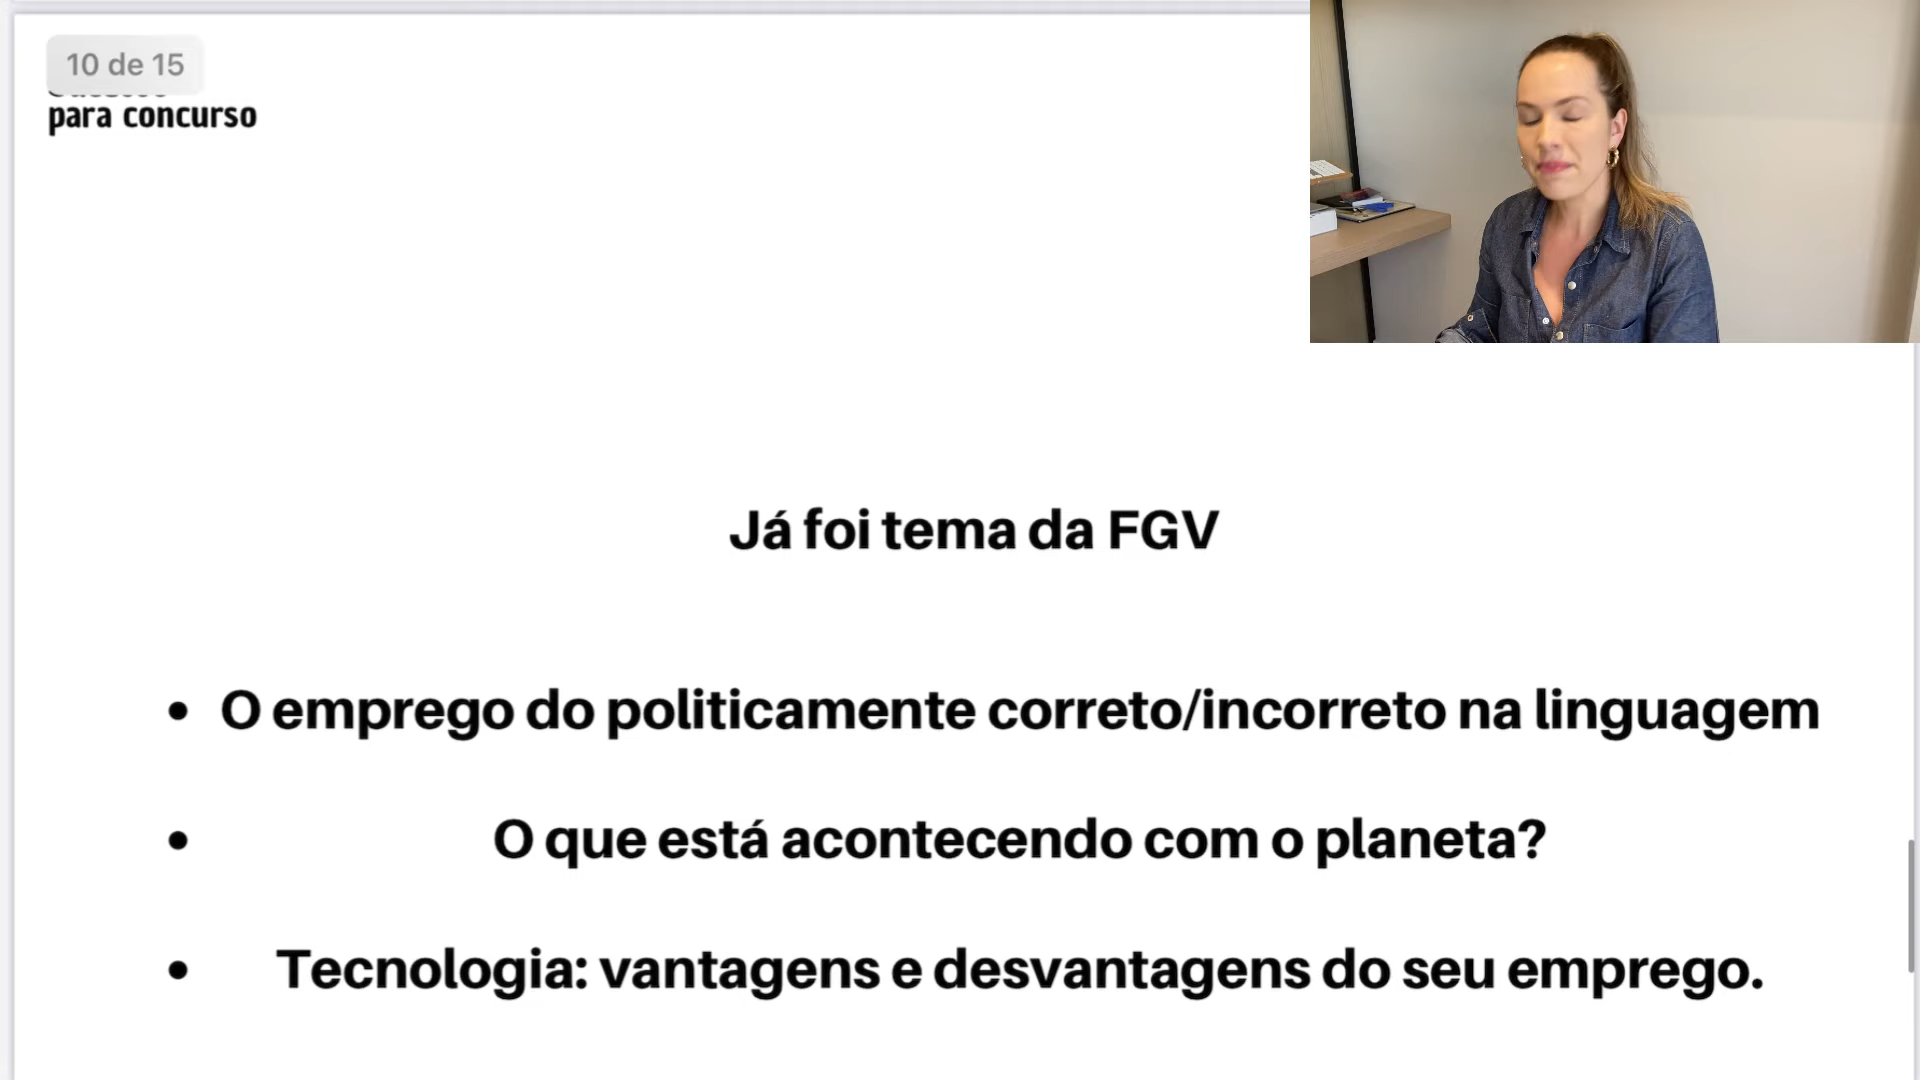 10 de 15
para concurso
Já foi tema da FGV
• O emprego do politicamente correto/incorreto na linguagem
• O que está acontecendo com o planeta?
• Tecnologia: vantagens e desvantagens do seu emprego.